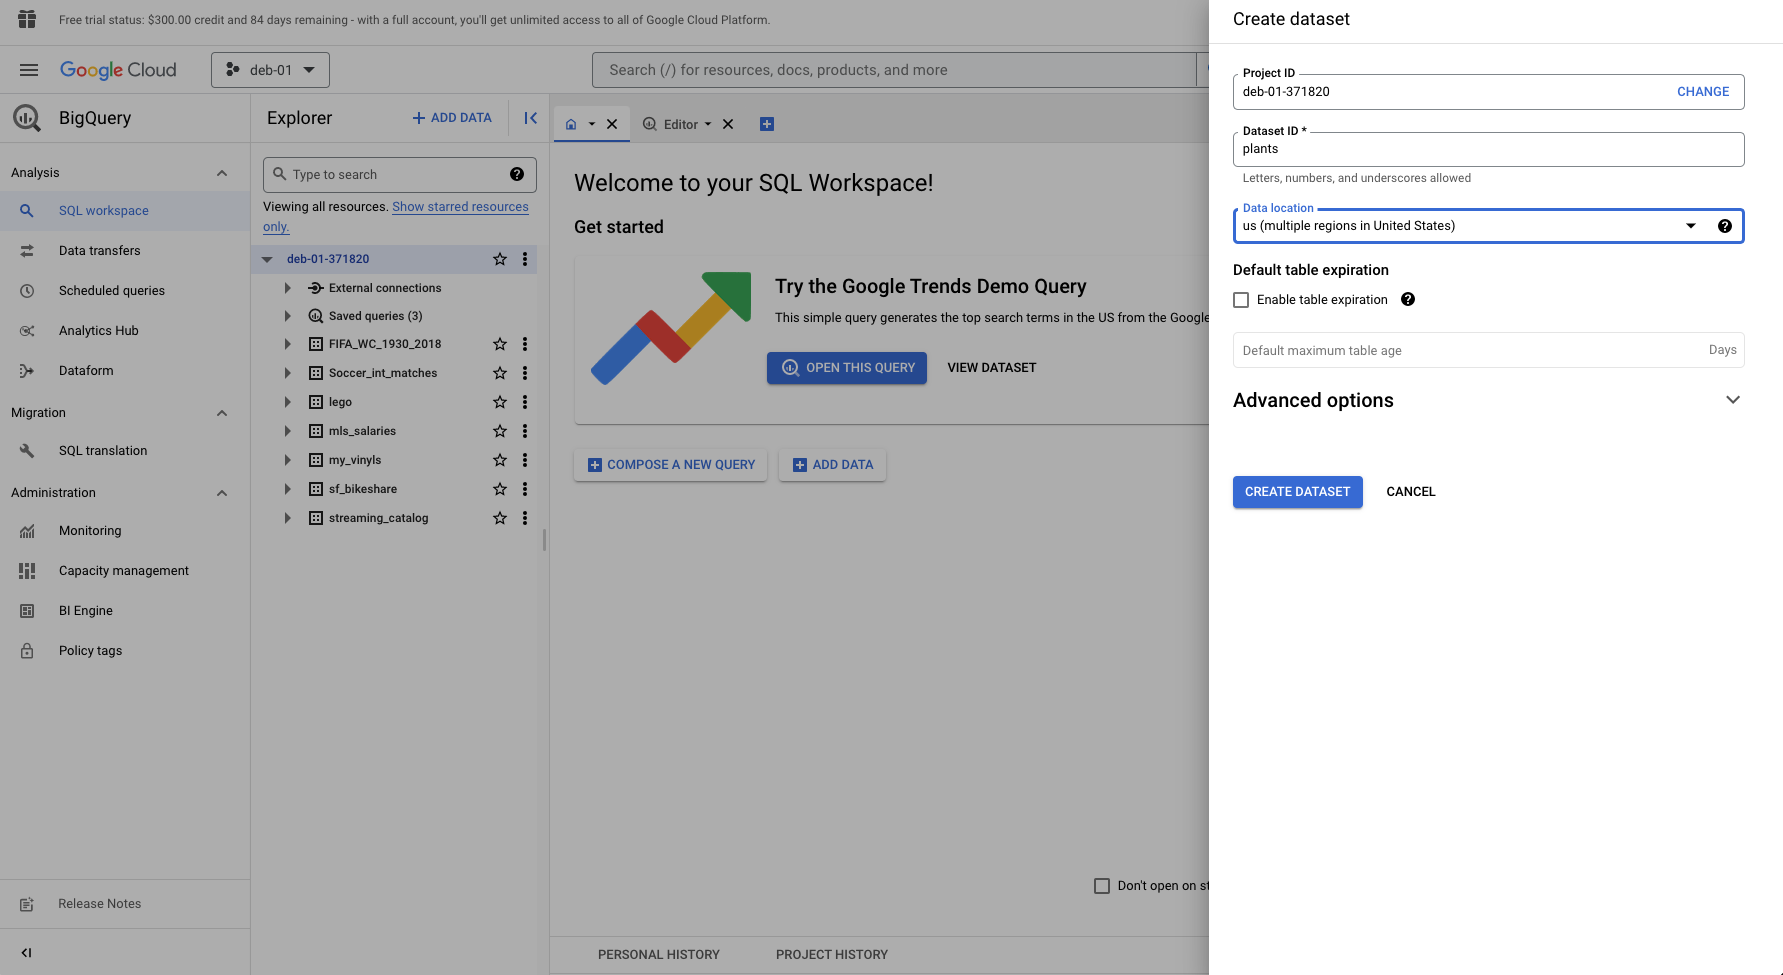 Free trial status: $300.00 credit and 84 days remaining - with a full account, you'll get unlimited access to all of Google Cloud Platform.
Google Cloud
deb-01
Search (/) for resources, docs, products, and more
BigQuery
Analysis
SQL workspace
Data transfers
Scheduled queries
Analytics Hub
Dataform
Migration
SQL translation
Administration
Monitoring
Capacity management
BI Engine
Policy tags
Release Notes
Explorer
+ ADD DATA
Type to search
Viewing all resources. Show starred resources
only.
deb-01-371820
External connections
Saved queries (3)
FIFA_WC_1930_2018
Soccer_int_matches
lego
mls_salaries
my_vinyls
sf_bikeshare
streaming_catalog
Editor
Welcome to your SQL Workspace!
Get started
Try the Google Trends Demo Query
This simple query generates the top search terms in the US from the Google
OPEN THIS QUERY
VIEW DATASET
COMPOSE A NEW QUERY
ADD DATA
Don't open on st
PERSONAL HISTORY
PROJECT HISTORY
Create dataset
Project ID
deb-01-371820
CHANGE
Dataset ID *
plants
Letters, numbers, and underscores allowed
Data location
us (multiple regions in United States)
Default table expiration
Enable table expiration
Default maximum table age
Days
Advanced options
CREATE DATASET
CANCEL